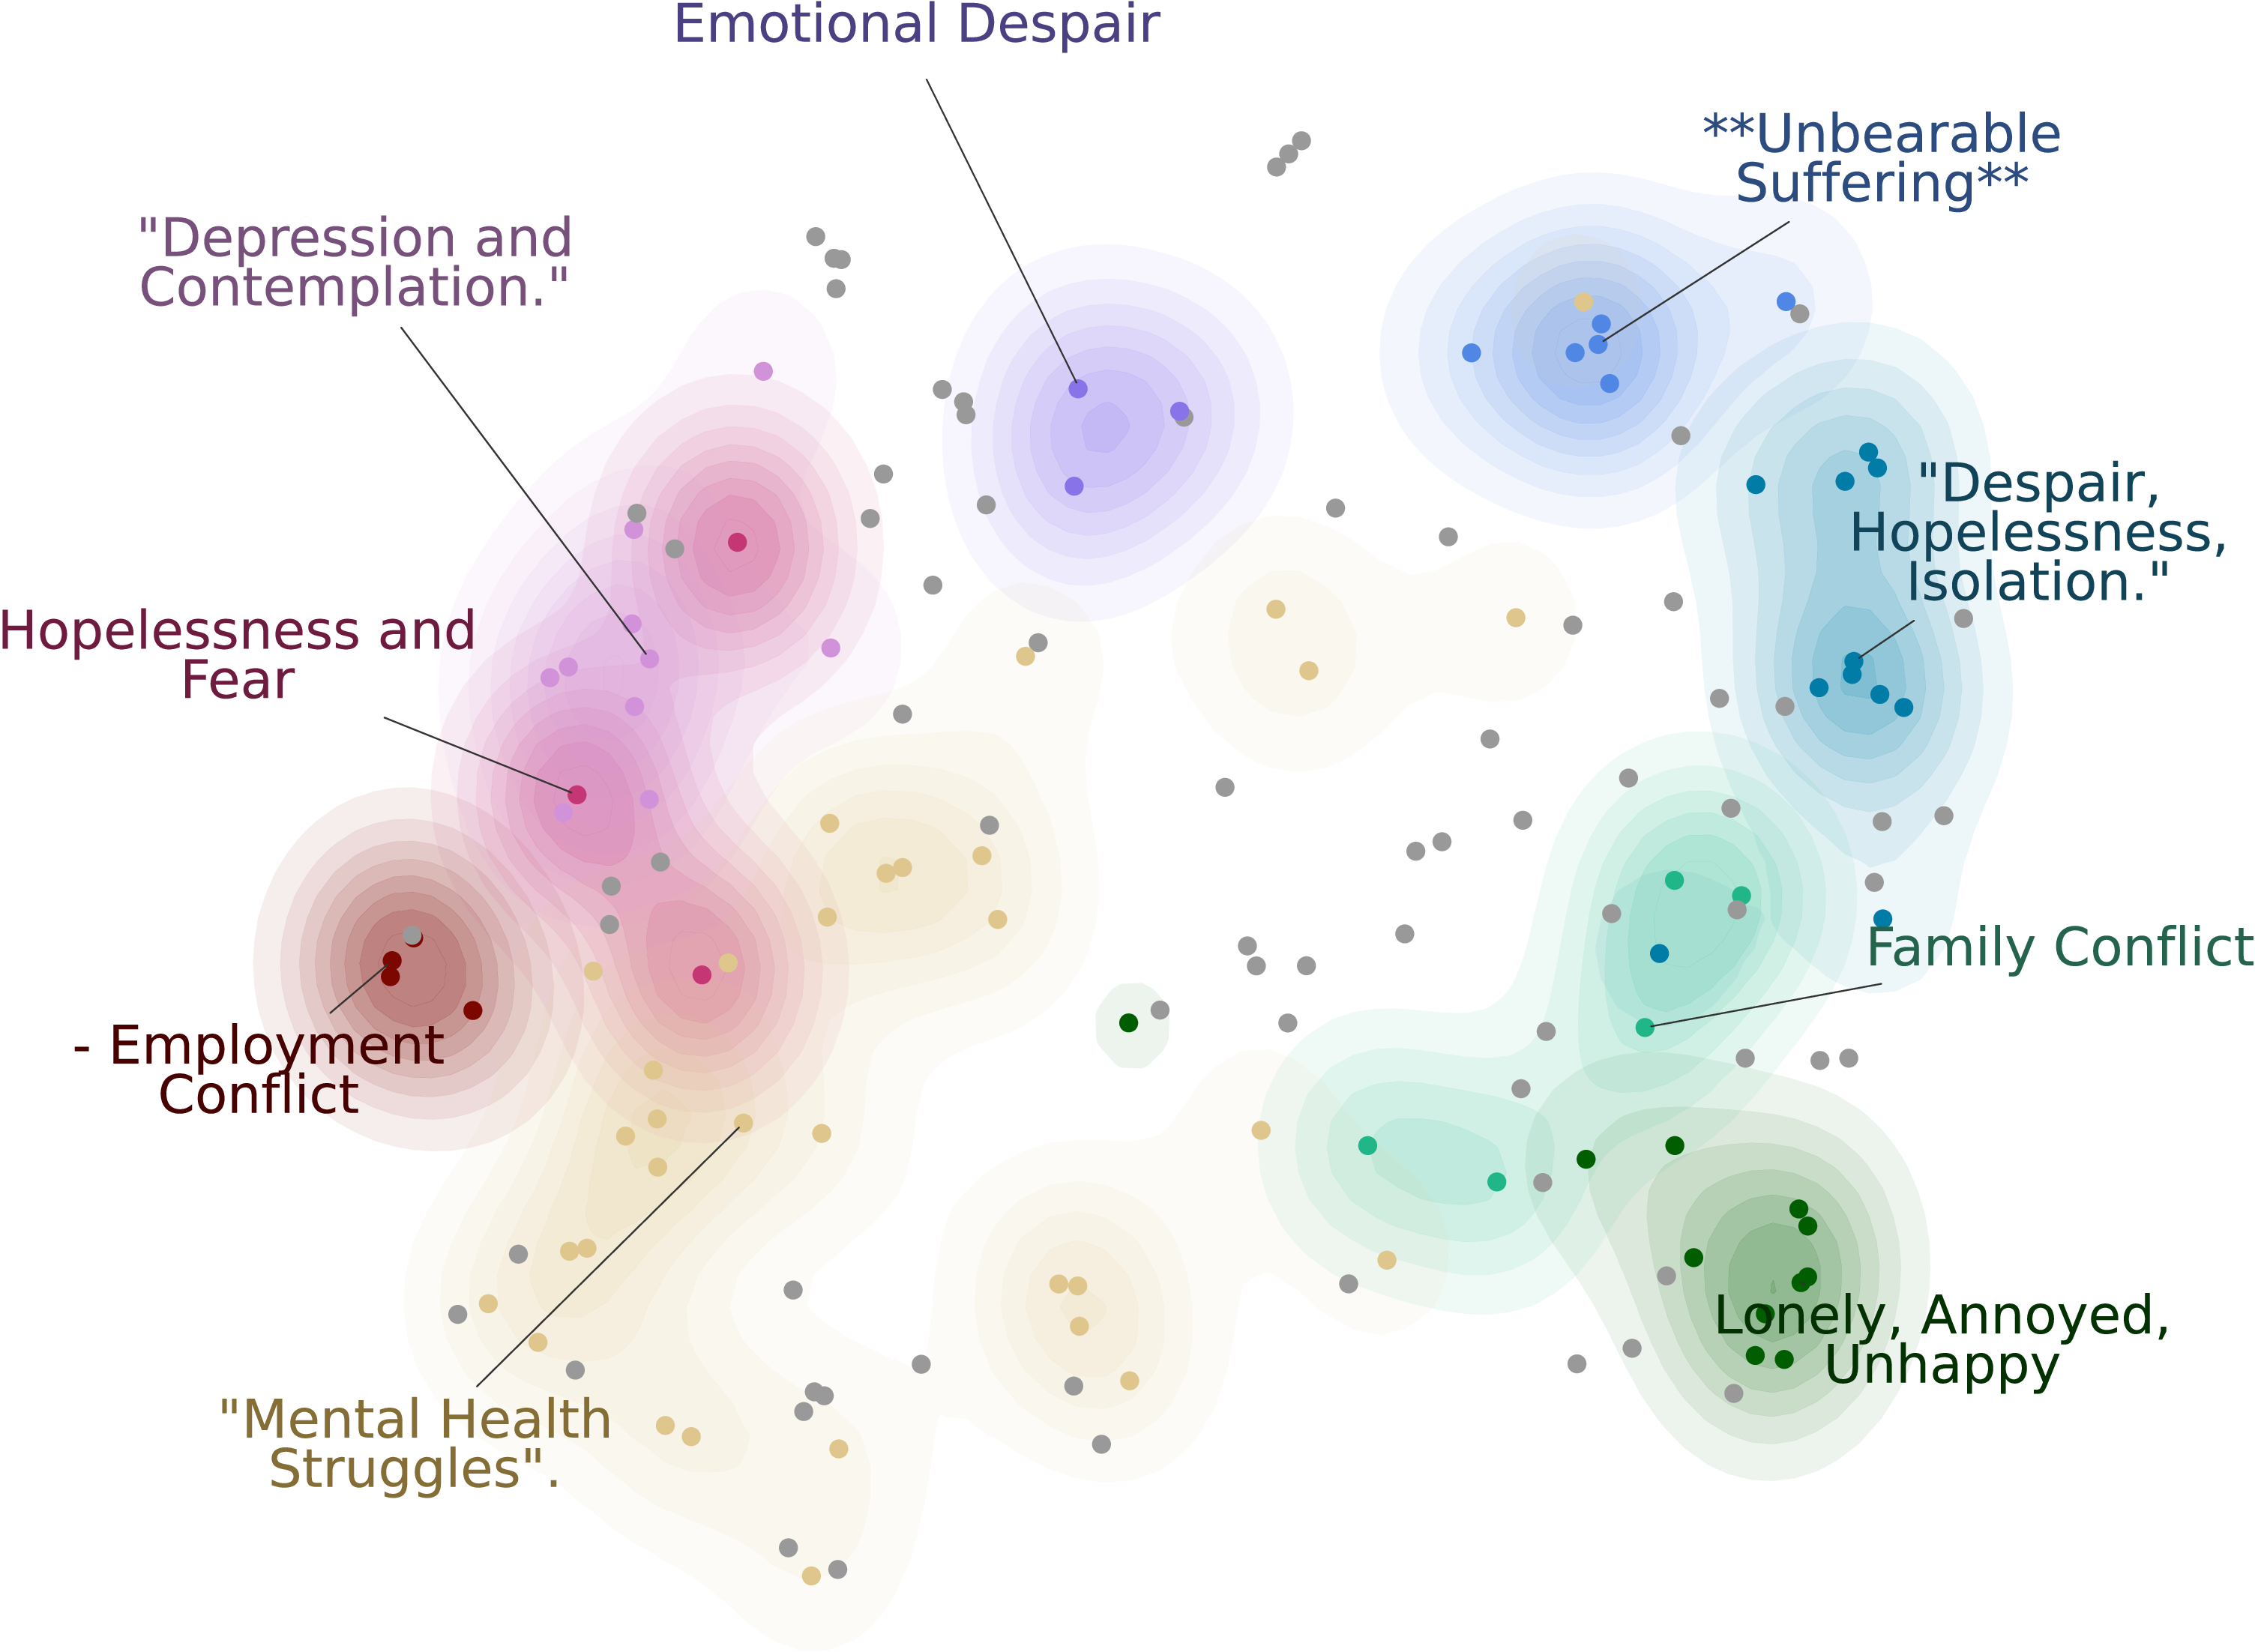 Emotional Despair
**Unbearable
Suffering**
"Depression and
Contemplation."
"Despair,
Hopelessness,
Isolation."
Hopelessness and
Fear
Family Conflict
- Employment
Conflict
Lonely, Annoyed,
Unhappy
"Mental Health
Struggles".